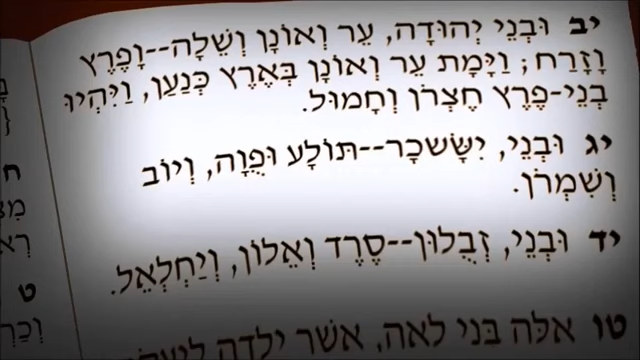 יב וּבְנֵי יְהוּדָה, עֵר וְאוֹנָן וְשֵׁלָה--וָפֶרֶץ
וָזָרַח; וַיָּמָת עֵר וְאוֹנָן בְּאֶרֶץ כְּנַעַן, וַיִּהְיוּ
בְנֵי-פֶרֶץ חֶצְרֹן וְחָמוּל.
יג וּבְנֵי, יִשָּׂשכָר--תּוֹלָע וּפֻוָה, וְיוֹב
וְשִׁמְרֹן.
יד וּבְנֵי, זְבֻלוּן--סֶרֶד וְאֵלוֹן, וְיַחְלְאֵל.
טו אלה בני לאה, אשר ילדה
ח
ט